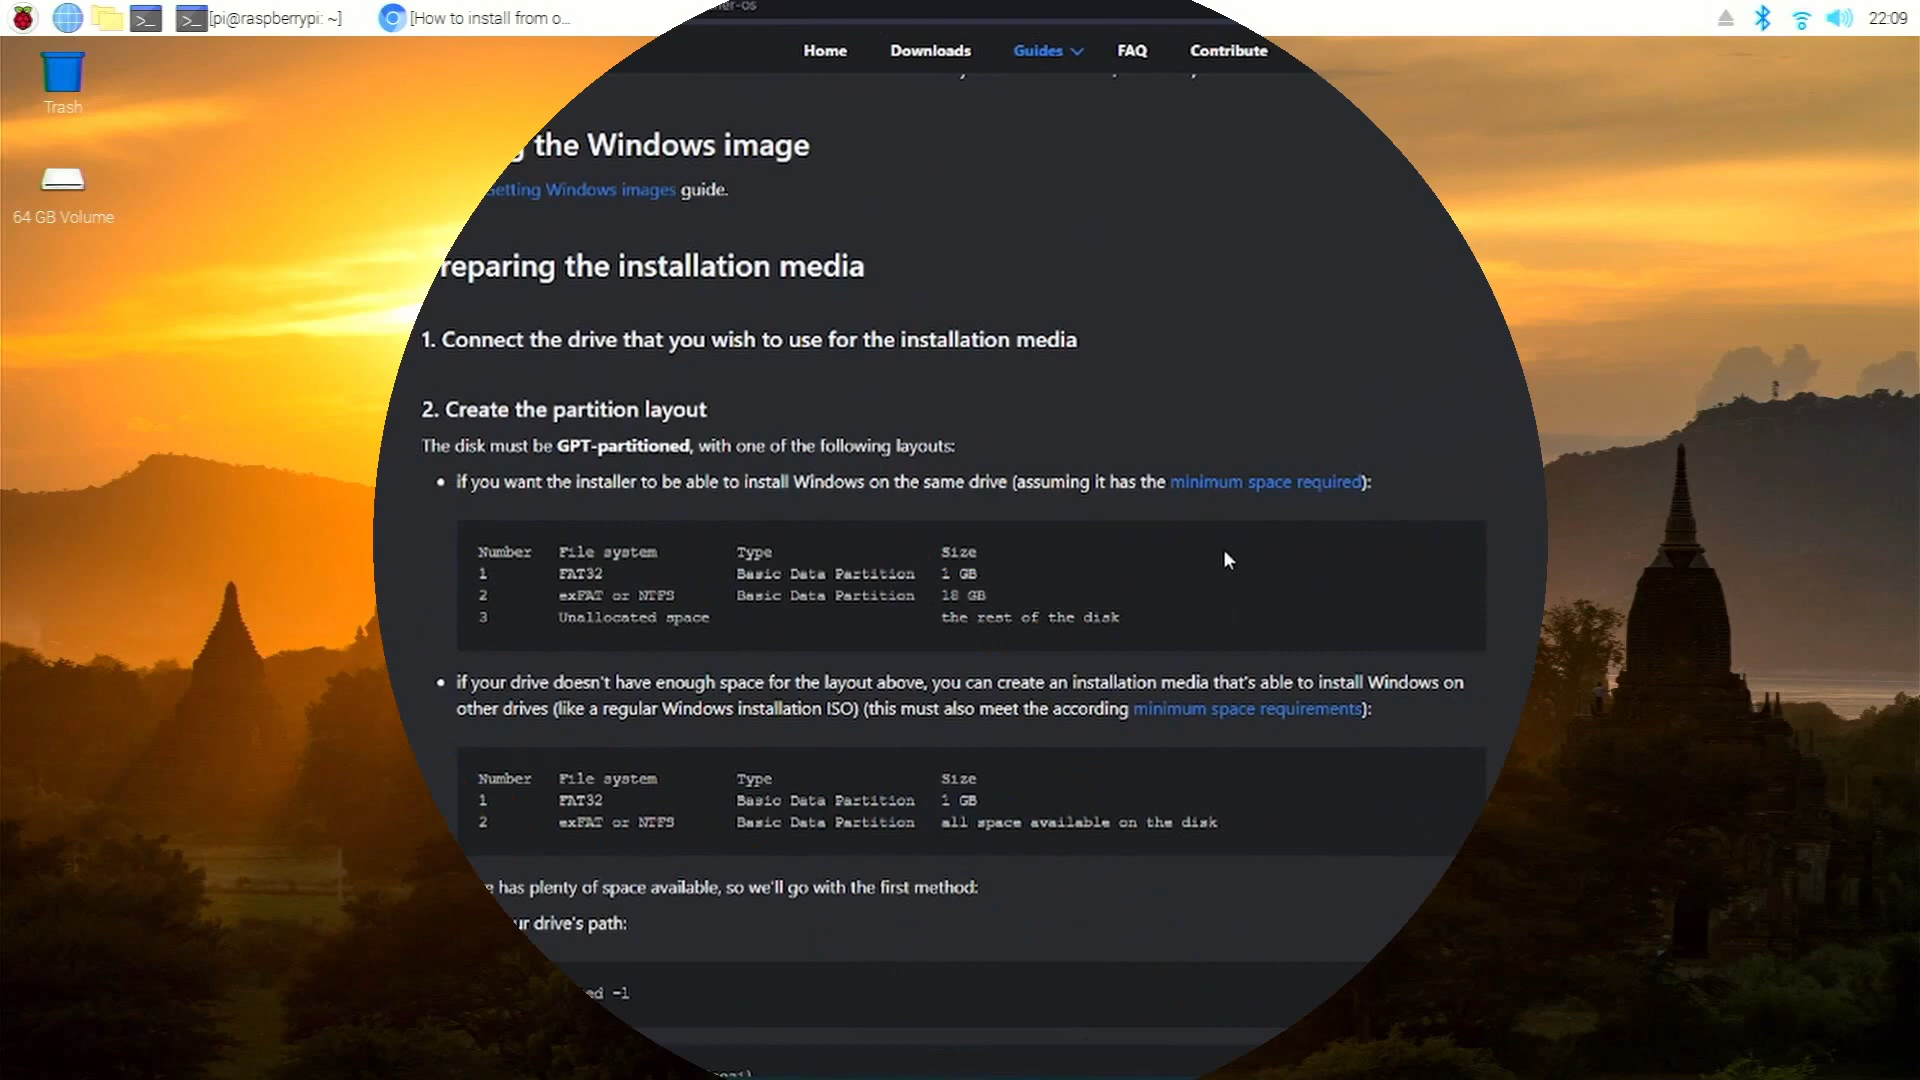 [pi@raspberrypi: ~]
[How to install from o...
22:09
er-os
Home Downloads Guides FAQ Contribute
Trash
64 GB Volume
the Windows image
Getting Windows images guide.
reparing the installation media
1. Connect the drive that you wish to use for the installation media
2. Create the partition layout
The disk must be GPT-partitioned, with one of the following layouts:
• if you want the installer to be able to install Windows on the same drive (assuming it has the minimum space required):
Number File system Type Size
1 FAT32 Basic Data Partition 1 GB
2 exFAT or NTFS Basic Data Partition 18 GB
3 Unallocated space the rest of the disk
• if your drive doesn't have enough space for the layout above, you can create an installation media that's able to install Windows on
other drives (like a regular Windows installation ISO) (this must also meet the according minimum space requirements):
Number File system Type Size
1 FAT32 Basic Data Partition 1 GB
2 exFAT or NTFS Basic Data Partition all space available on the disk
has plenty of space available, so we'll go with the first method:
ur drive's path:
ed -l